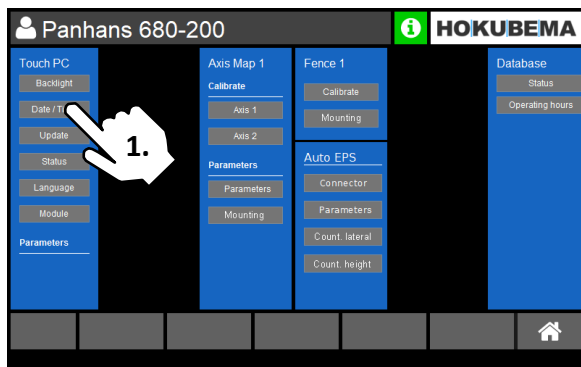 Panhans 680-200
i
HOKUBEMA
Touch PC
Backlight
Date / T
Update
Status
Language
Module
Parameters
1.
Axis Map 1
Calibrate
Axis 1
Axis 2
Parameters
Parameters
Mounting
Fence 1
Calibrate
Mounting
Auto EPS
Connector
Parameters
Count. lateral
Count. height
Database
Status
Operating hours